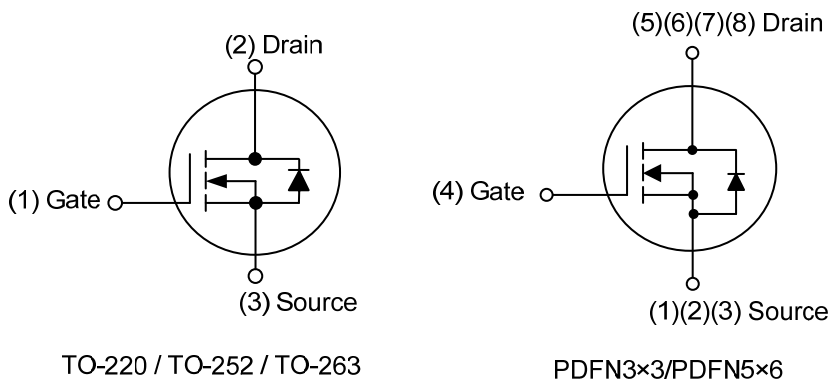 (2) Drain
(1) Gate
(3) Source
TO-220 / TO-252 / TO-263
(5)(6)(7)(8) Drain
(4) Gate
(1)(2)(3) Source
PDFN3×3/PDFN5×6